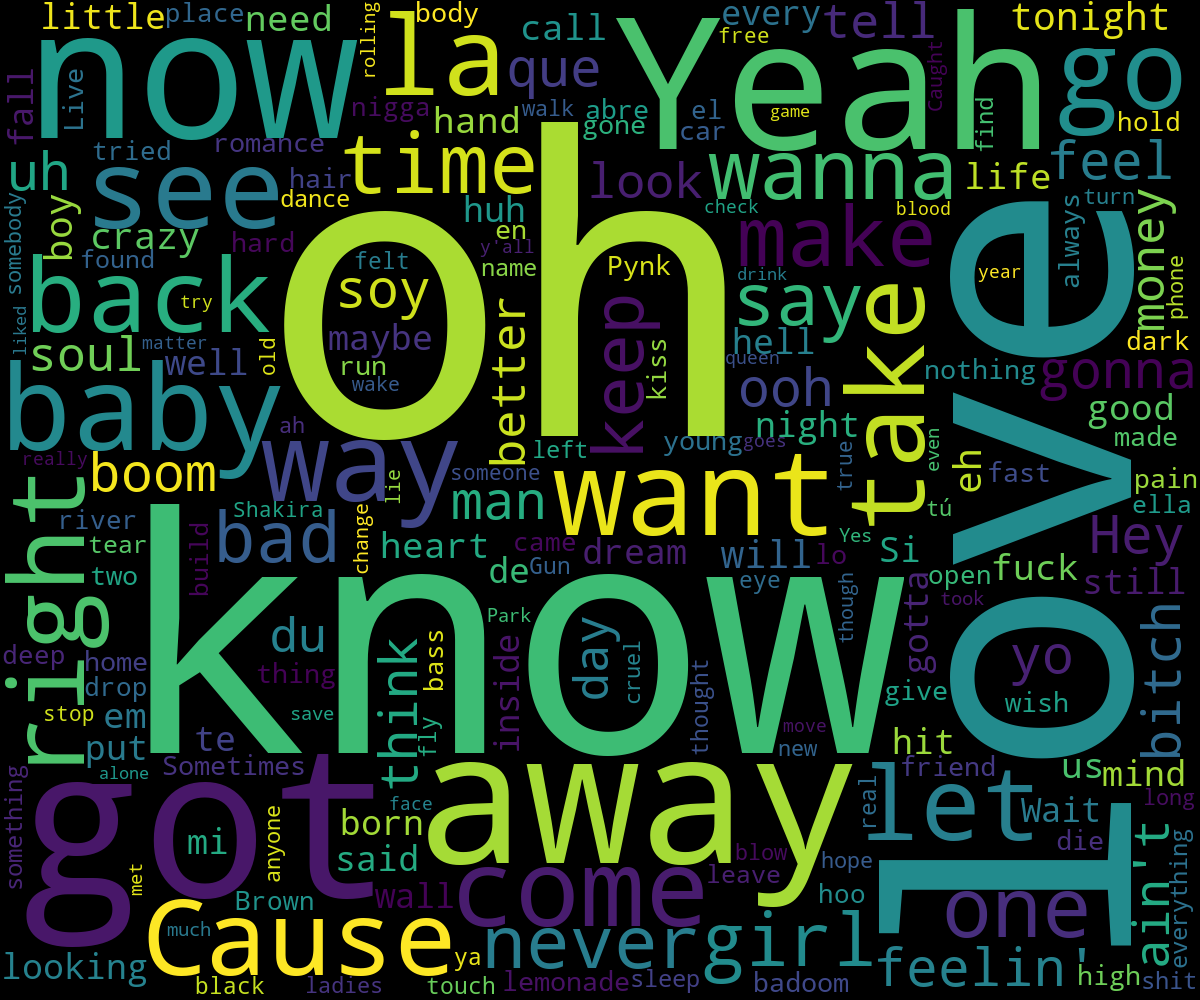 little
place
need
rolling
body
la
call
every
tell
free
tonight
now
Yeah
go
que
Caught
fall
Live
nigga
hand
walk
abre
gone
el
car
game
find
hold
tried
romance
time
look
wanna
feel
life
uh
see
hair
dance
huh
check
blood
turn
somebody
boy
crazy
hard
en
y'all
make
always
found
oh
felt
name
Pynk
drink
year
money
phone
back
try
soy
keep
say
love
liked
matter
maybe
better
hell
take
dark
soul
well
old
run
wake
kiss
queen
nothing
gonna
baby
ooh
good
ah
night
made
really
boom
way
left
young
goes
true
even
eh
fast
pain
right
lie
someone
want
river
Shakira
man
tú
ella
tear
build
bad
change
heart
came
dream
will
lo
Yes
Si
Hey
two
de
Gun
eye
open
fuck
still
know
Park
though
took
gotta
deep
home
thing
du
think
bass
inside
day
cruel
thought
yo
bitch
drop
give
wish
stop
em
save
fly
move
new
put
te
hit
us
alone
Sometimes
away
friend
mind
something
got
face
let
real
Wait
long
mi
anyone
born
said
blow
hope
die
met
wall
come
leave
hoo
one
ain't
everything
Brown
Cause
much
never
girl
looking
ya
feelin'
high
shit
black
ladies
touch
lemonade
sleep
badoom